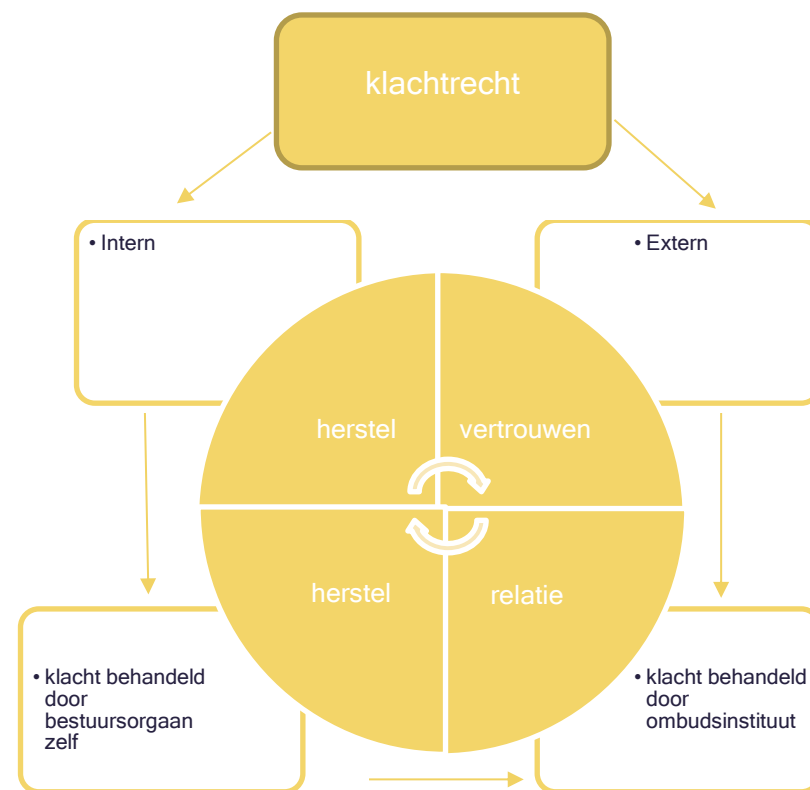 klachtrecht
• Intern
• Extern
herstel
vertrouwen
herstel
relatie
• klacht behandeld
door
bestuursorgaan
zelf
• klacht behandeld
door
ombudsinstituut